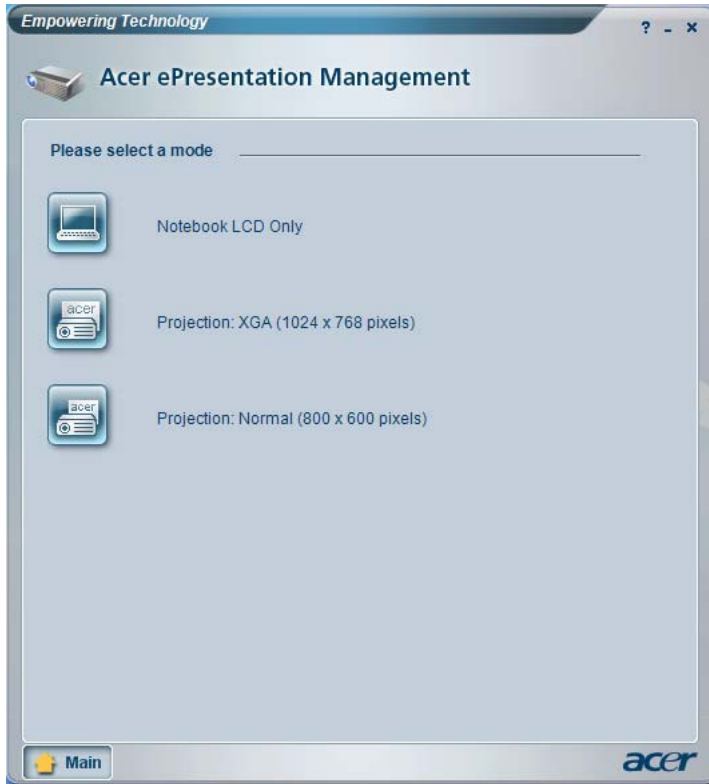 Empowering Technology
? - ×
Acer ePresentation Management
Please select a mode
Notebook LCD Only
acer
Projection: XGA (1024 x 768 pixels)
acer
Projection: Normal (800 x 600 pixels)
Main
acer